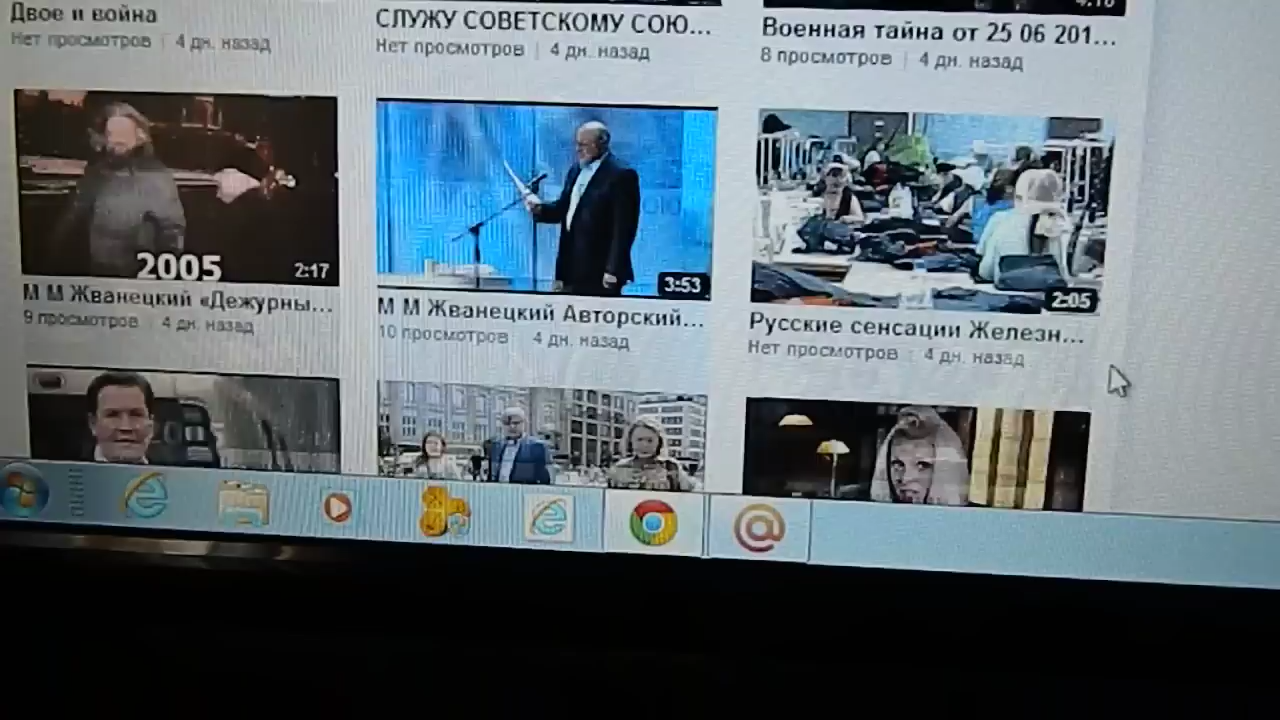 Двое и война
Нет просмотров | 4 дн. назад
СЛУЖУ СОВЕТСКОМУ СОЮ...
Нет просмотров | 4 дн. назад
4:10
Военная тайна от 25 06 201...
8 просмотров | 4 дн. назад
2005
2:17
М М Жванецкий «Дежурны...
9 просмотров | 4 дн. назад
3:53
М М Жванецкий Авторский...
10 просмотров | 4 дн. назад
2:05
Русские сенсации Железн...
Нет просмотров | 4 дн. назад